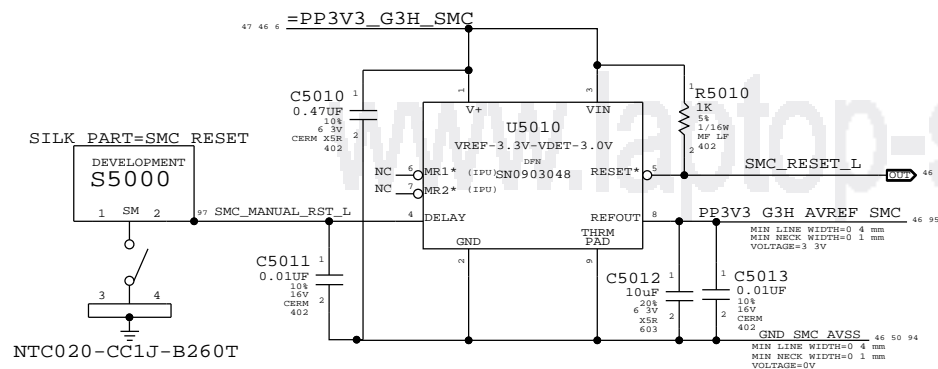 47 46 6 =PP3V3_G3H_SMC
C5010
0.47UF
10%
6 3V
CERM X5R
402
1
2
1
V+
3
VIN
U5010
VREF-3.3V-VDET-3.0V
DFN
SN0903048
NC 6 MR1* (IPU)
NC 7 MR2* (IPU)
RESET* 5
4 DELAY
REFOUT 8
GND
2
THRM
PAD
9
1
R5010
1K
5%
1/16W
MF LF
402
2
SMC_RESET_L OUT 46
www.laptop-s
SILK_PART=SMC_RESET
DEVELOPMENT
S5000
1 SM 2
97 SMC_MANUAL_RST_L
3 4
NTC020-CC1J-B260T
C5011
0.01UF
10%
16V
CERM
402
1
2
PP3V3 G3H AVREF SMC 46 95
MIN LINE WIDTH=0 4 mm
MIN NECK WIDTH=0 1 mm
VOLTAGE=3 3V
C5012
10uF
20%
6 3V
X5R
603
1
2
C5013
0.01UF
10%
16V
CERM
402
1
2
GND SMC AVSS 46 50 94
MIN LINE WIDTH=0 4 mm
MIN NECK WIDTH=0 1 mm
VOLTAGE=0V